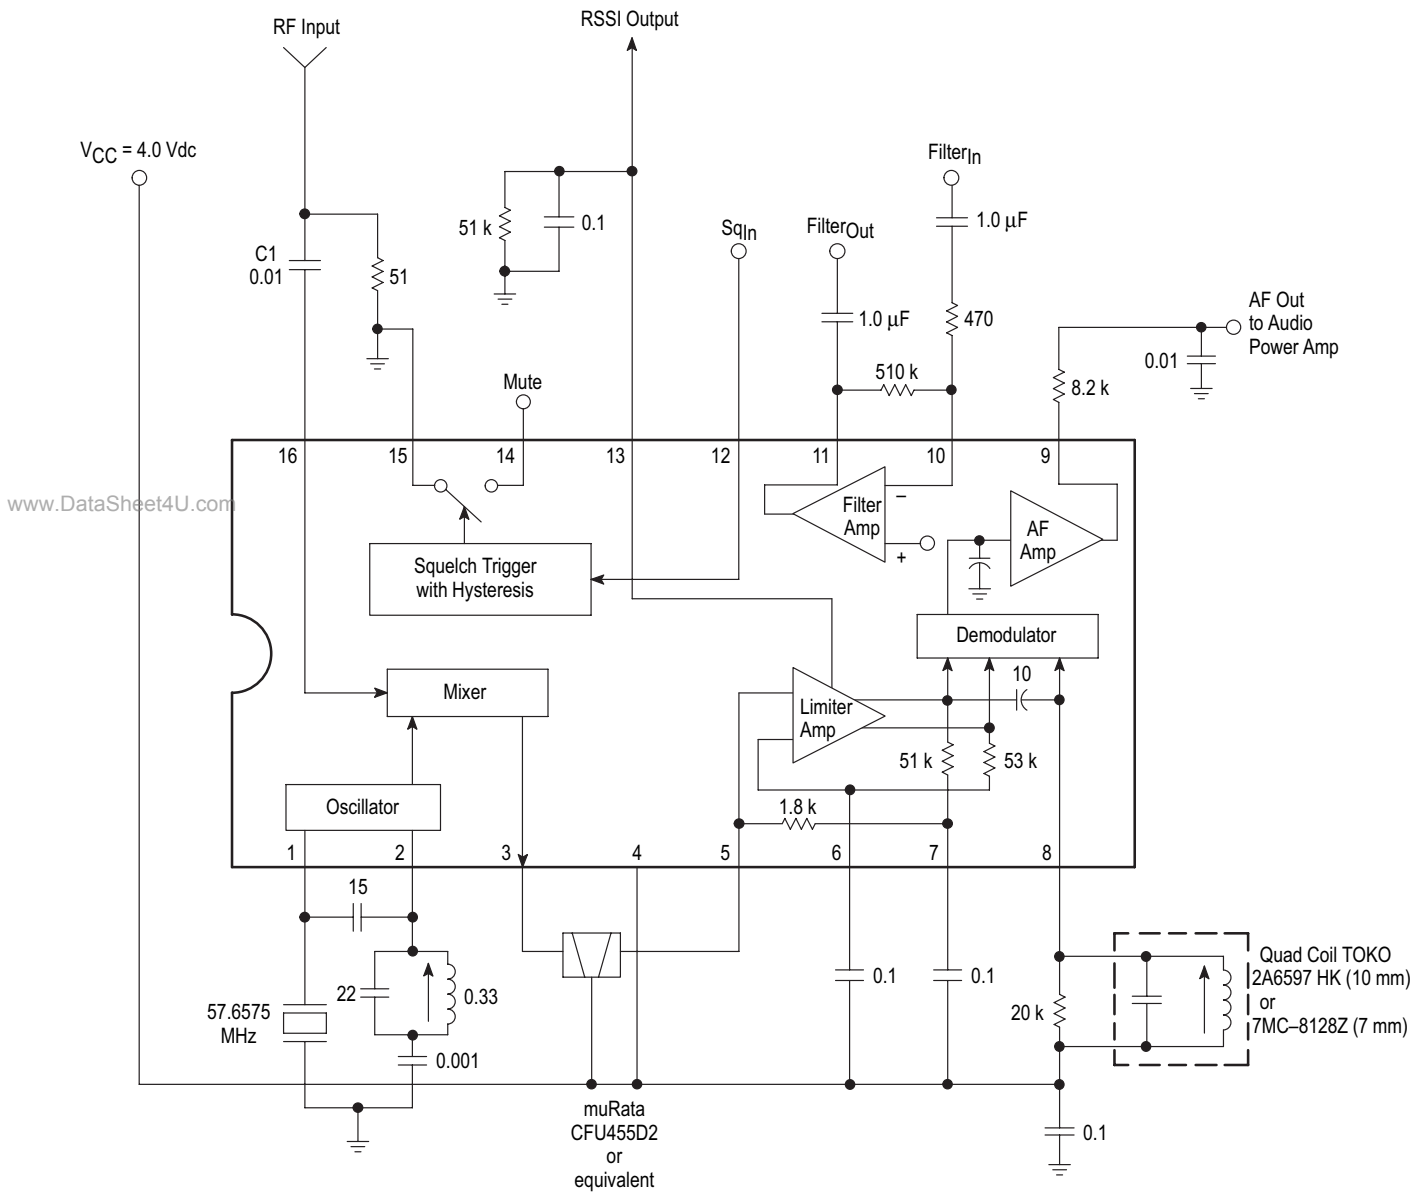 RF Input
RSSI Output
VCC = 4.0 Vdc
FilterIn
1.0 µF
51 k
0.1
SqIn
FilterOut
C1
0.01
51
1.0 µF
470
AF Out
to Audio
Power Amp
0.01
510 k
8.2 k
Mute
16
15
14
13
12
11
10
9
www.DataSheet4U.com
Filter
Amp
–
+
AF
Amp
Squelch Trigger
with Hysteresis
Demodulator
10
Mixer
Limiter
Amp
51 k
53 k
Oscillator
1.8 k
1
2
3
4
5
6
7
8
15
22
0.33
57.6575
MHz
0.001
0.1
0.1
20 k
Quad Coil TOKO
2A6597 HK (10 mm)
or
7MC–8128Z (7 mm)
muRata
CFU455D2
or
equivalent
0.1